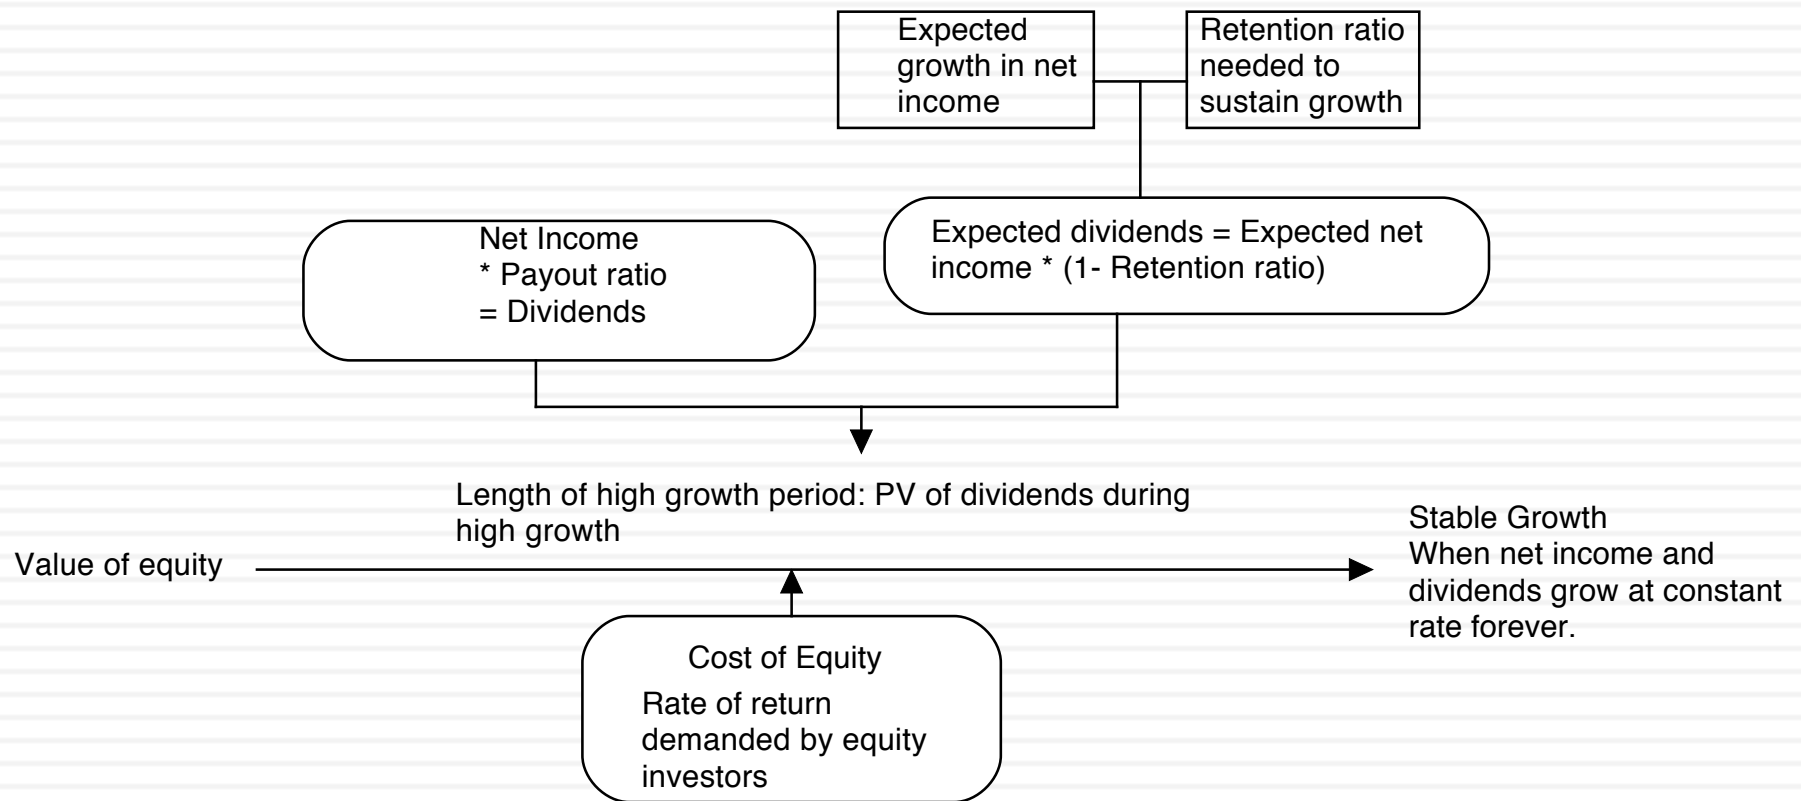 Expected
growth in net
income
Retention ratio
needed to
sustain growth
Net Income
* Payout ratio
= Dividends
Expected dividends = Expected net
income * (1- Retention ratio)
Length of high growth period: PV of dividends during
high growth
Value of equity
Stable Growth
When net income and
dividends grow at constant
rate forever.
Cost of Equity
Rate of return
demanded by equity
investors